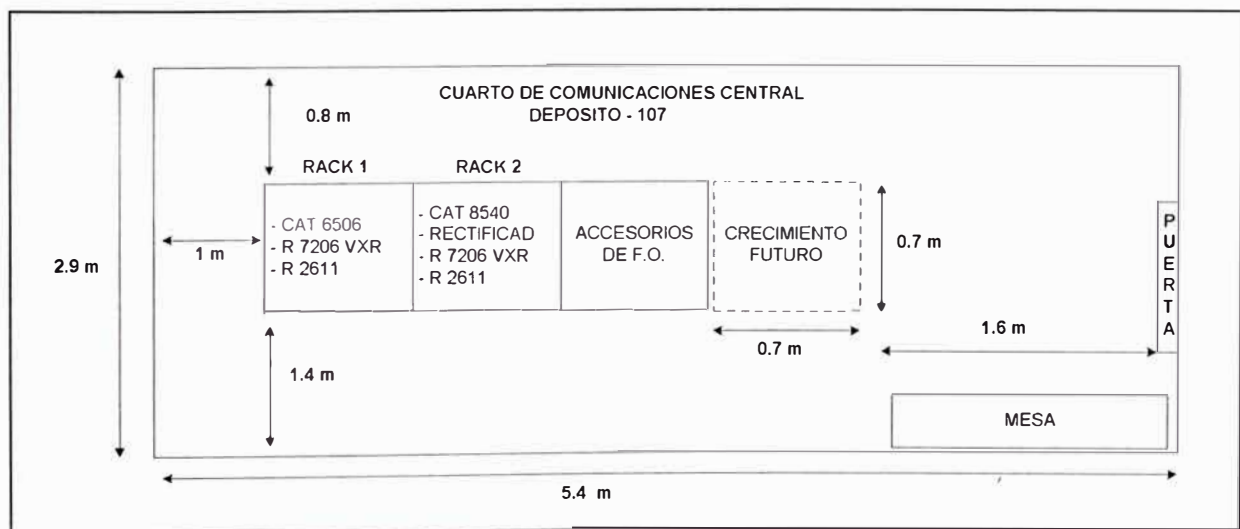 CUARTO DE COMUNICACIONES CENTRAL
DEPOSITO - 107
0.8 m
RACK 1
RACK 2
- CAT 6506
- R 7206 VXR
- R 2611
- CAT 8540
- RECTIFICAD
- R 7206 VXR
- R 2611
ACCESORIOS
DE F.O.
CRECIMIENTO
FUTURO
0.7 m
PUERTA
1 m
2.9 m
0.7 m
1.6 m
1.4 m
MESA
5.4 m